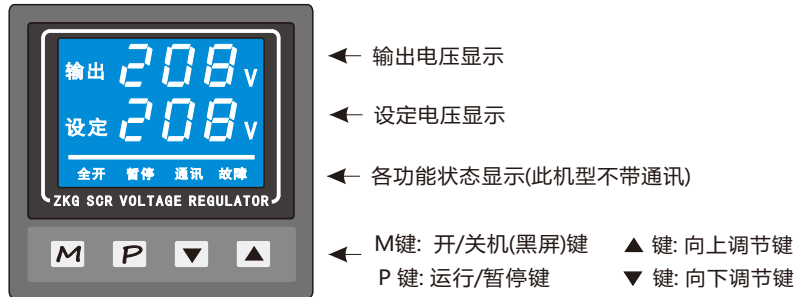 输出 208 V
设定 208 V
全开 暂停 通讯 故障
ZKG SCR VOLTAGE REGULATOR
M P ▼ ▲
输出电压显示
设定电压显示
各功能状态显示(此机型不带通讯)
M键: 开/关机(黑屏)键 ▲ 键: 向上调节键
P 键: 运行/暂停键 ▼ 键: 向下调节键